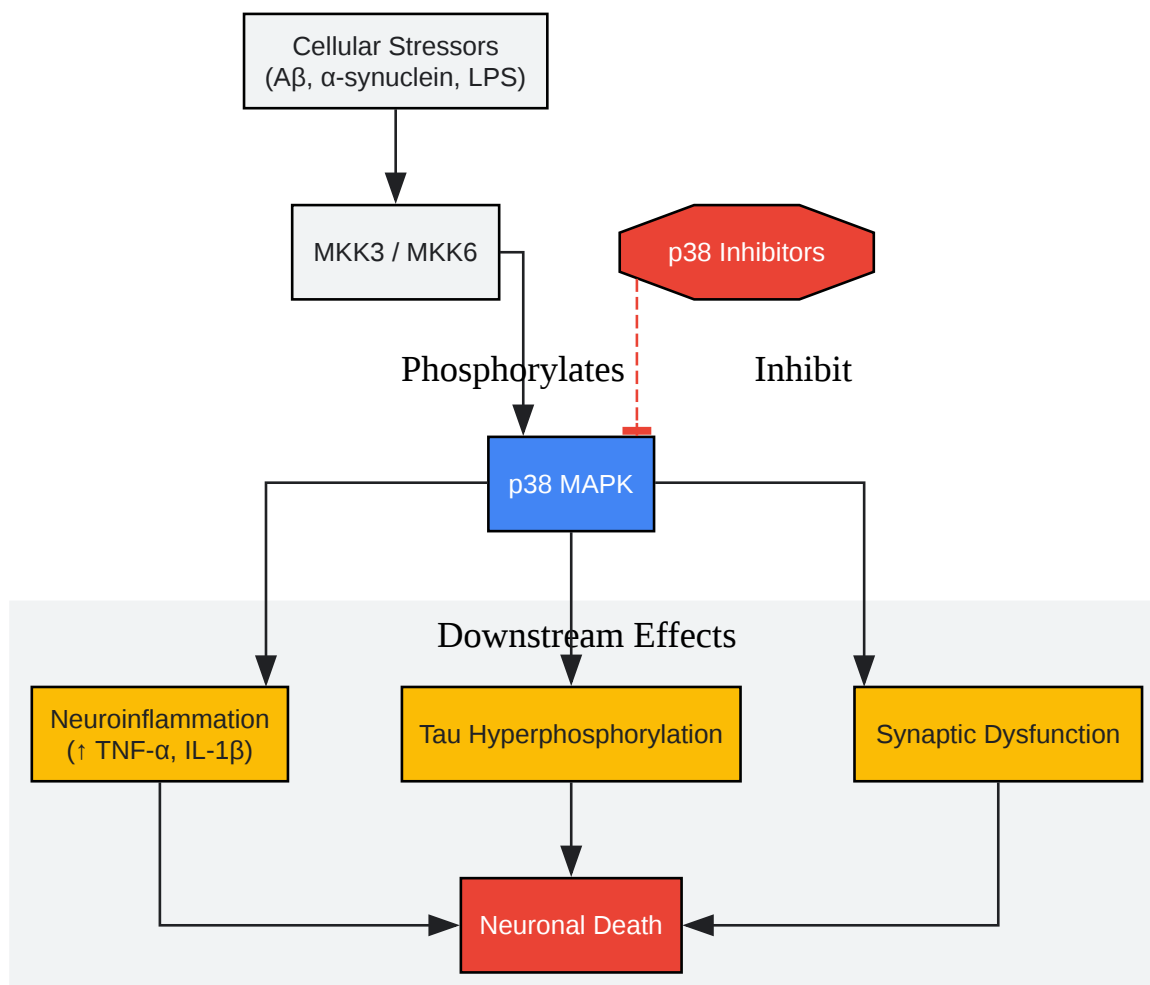 Cellular Stressors
(Aβ, α-synuclein, LPS)
MKK3 / MKK6
p38 Inhibitors
Phosphorylates
Inhibit
p38 MAPK
Downstream Effects
Neuroinflammation
(↑ TNF-α, IL-1β)
Tau Hyperphosphorylation
Synaptic Dysfunction
Neuronal Death